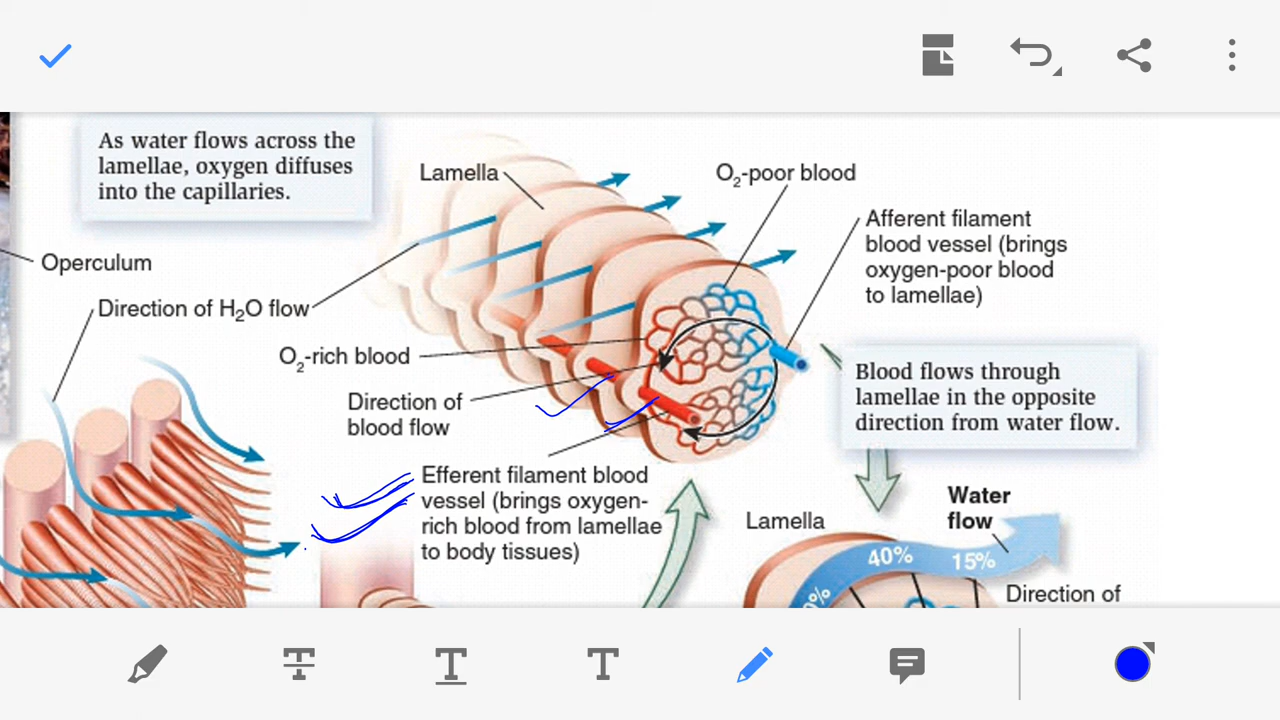 As water flows across the
lamellae, oxygen diffuses
into the capillaries.
Lamella
O2-poor blood
Afferent filament
blood vessel (brings
oxygen-poor blood
to lamellae)
Operculum
Direction of H2O flow
O2-rich blood
Direction of
blood flow
Blood flows through
lamellae in the opposite
direction from water flow.
Efferent filament blood
vessel (brings oxygen-
rich blood from lamellae
to body tissues)
Lamella
Water
flow
40%
15%
%
Direction of
T
T
T